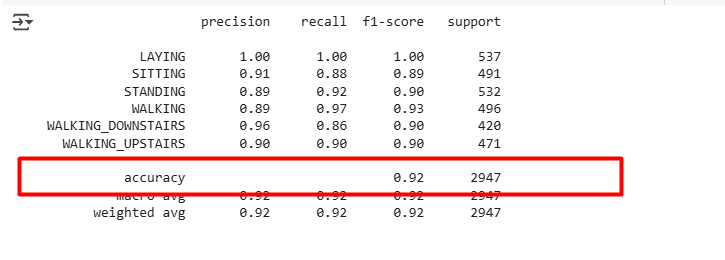 precision recall f1-score support
LAYING 1.00 1.00 1.00 537
SITTING 0.91 0.88 0.89 491
STANDING 0.89 0.92 0.90 532
WALKING 0.89 0.97 0.93 496
WALKING_DOWNSTAIRS 0.96 0.86 0.90 420
WALKING_UPSTAIRS 0.90 0.90 0.90 471
accuracy 0.92 2947
macro avg 0.92 0.92 0.92 2947
weighted avg 0.92 0.92 0.92 2947